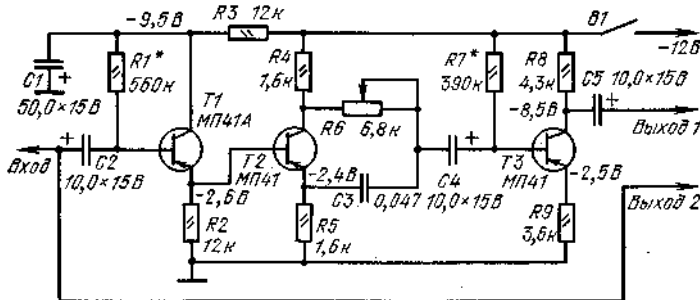 -9,5В
R3 12к
В1
-12В
C1 +
50,0×15В
R1*
560к
R4
1,6к
R7*
390к
R8
4,3к
C5 10,0×15В
+
Выход 1
T1
МП41А
R6
6,8к
-8,5В
Вход
+
C2
10,0×15В
T2
МП41
-2,4В
C3
0,047
+
C4
10,0×15В
T3
МП41
-2,5В
Выход 2
-2,6В
R2
12к
R5
1,6к
R9
3,6к